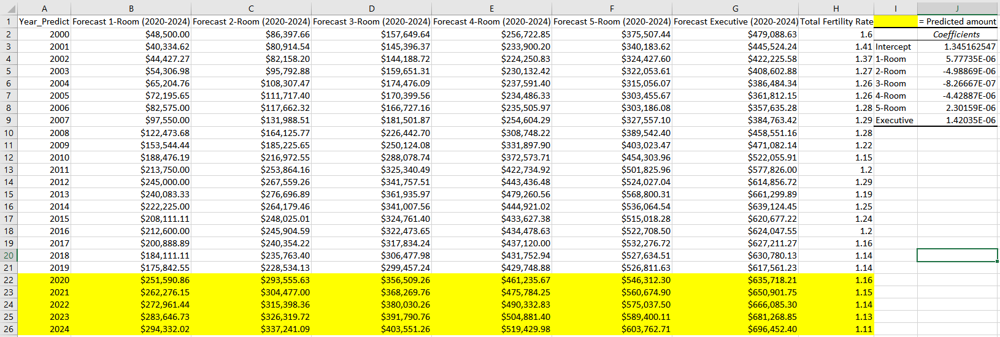 A B C D E F G H I J
1 Year_Predict Forecast 1-Room (2020-2024) Forecast 2-Room (2020-2024) Forecast 3-Room (2020-2024) Forecast 4-Room (2020-2024) Forecast 5-Room (2020-2024) Forecast Executive (2020-2024) Total Fertility Rate = Predicted amount
2 2000 $48,500.00 $86,397.66 $157,649.64 $256,722.85 $375,507.44 $479,088.63 1.6 Coefficients
3 2001 $40,334.62 $80,914.54 $145,396.37 $233,900.20 $340,183.62 $445,524.24 1.41 Intercept 1.345162547
4 2002 $44,427.27 $82,158.20 $144,188.72 $224,250.83 $324,427.60 $422,225.58 1.37 1-Room 5.77735E-06
5 2003 $54,306.98 $95,792.88 $159,651.31 $230,132.42 $322,053.61 $408,602.88 1.27 2-Room -4.98869E-06
6 2004 $65,204.76 $108,307.47 $174,476.09 $237,591.40 $315,056.07 $386,484.34 1.26 3-Room -8.26667E-07
7 2005 $72,195.65 $111,717.40 $170,399.56 $234,486.33 $303,455.67 $361,812.15 1.26 4-Room -4.42887E-06
8 2006 $82,575.00 $117,662.32 $166,727.16 $235,505.97 $303,186.08 $357,635.28 1.28 5-Room 2.30159E-06
9 2007 $97,550.00 $131,988.51 $181,501.87 $254,604.29 $327,557.10 $384,763.42 1.29 Executive 1.42035E-06
10 2008 $122,473.68 $164,125.77 $226,442.70 $308,748.22 $389,542.40 $458,551.16 1.28
11 2009 $153,544.44 $185,225.65 $250,124.08 $331,897.90 $403,023.47 $471,082.14 1.22
12 2010 $188,476.19 $216,972.55 $288,078.74 $372,573.71 $454,303.96 $522,055.91 1.15
13 2011 $213,750.00 $253,864.16 $325,340.49 $422,734.92 $501,825.96 $577,826.00 1.2
14 2012 $245,000.00 $267,559.26 $341,757.51 $443,436.48 $524,027.04 $614,856.72 1.29
15 2013 $240,083.33 $276,696.89 $361,935.97 $479,260.56 $568,800.31 $661,299.89 1.19
16 2014 $222,225.00 $264,179.46 $341,007.56 $444,921.02 $536,064.54 $639,124.45 1.25
17 2015 $208,111.11 $248,025.01 $324,761.40 $433,627.38 $515,018.28 $620,677.22 1.24
18 2016 $212,600.00 $245,904.59 $322,473.65 $434,478.63 $522,708.50 $624,047.55 1.2
19 2017 $200,888.89 $240,354.22 $317,834.24 $437,120.00 $532,276.72 $627,211.27 1.16
20 2018 $184,111.11 $235,763.40 $306,477.98 $431,752.94 $527,634.51 $630,780.13 1.14
21 2019 $175,842.55 $228,534.13 $299,457.24 $429,748.88 $526,811.63 $617,561.23 1.14
22 2020 $251,590.86 $293,555.63 $356,509.26 $461,235.67 $546,312.30 $635,718.21 1.16
23 2021 $262,276.15 $304,477.00 $368,269.76 $475,784.25 $560,674.90 $650,901.75 1.15
24 2022 $272,961.44 $315,398.36 $380,030.26 $490,332.83 $575,037.50 $666,085.30 1.14
25 2023 $283,646.73 $326,319.72 $391,790.76 $504,881.40 $589,400.11 $681,268.85 1.13
26 2024 $294,332.02 $337,241.09 $403,551.26 $519,429.98 $603,762.71 $696,452.40 1.11